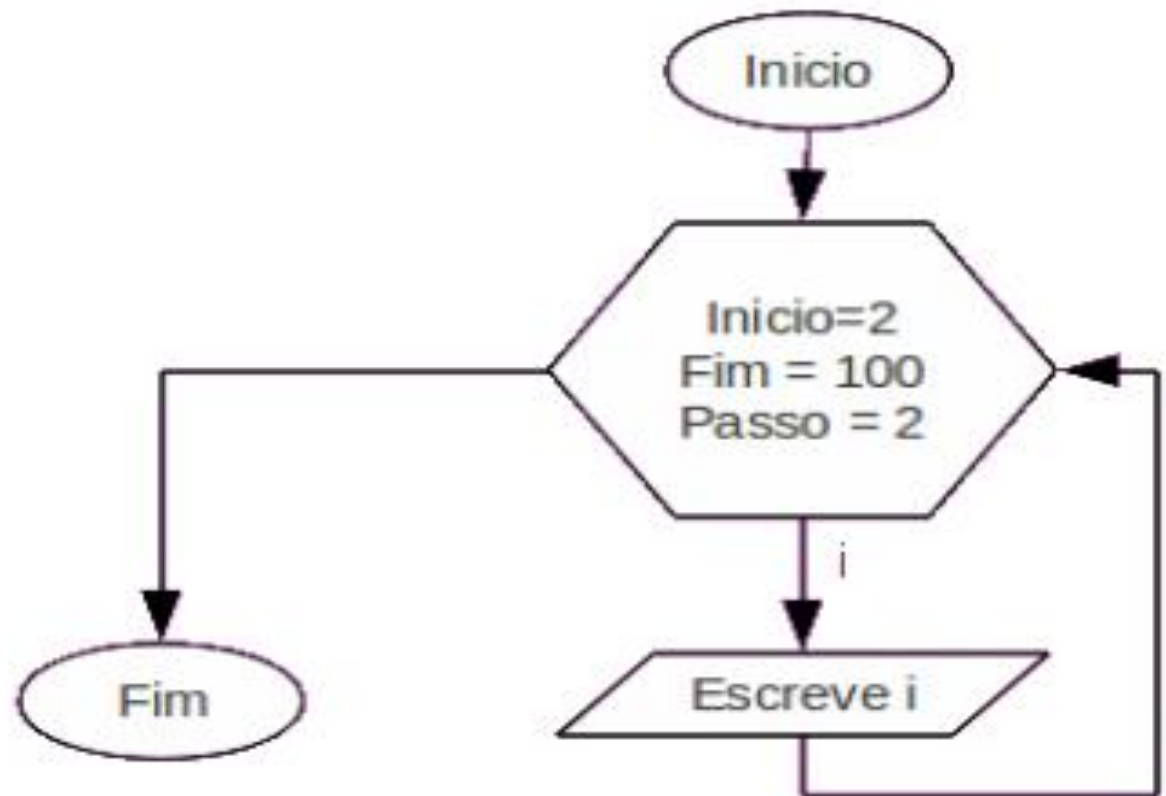 Inicio
Inicio=2
Fim = 100
Passo = 2
i
Escreve i
Fim